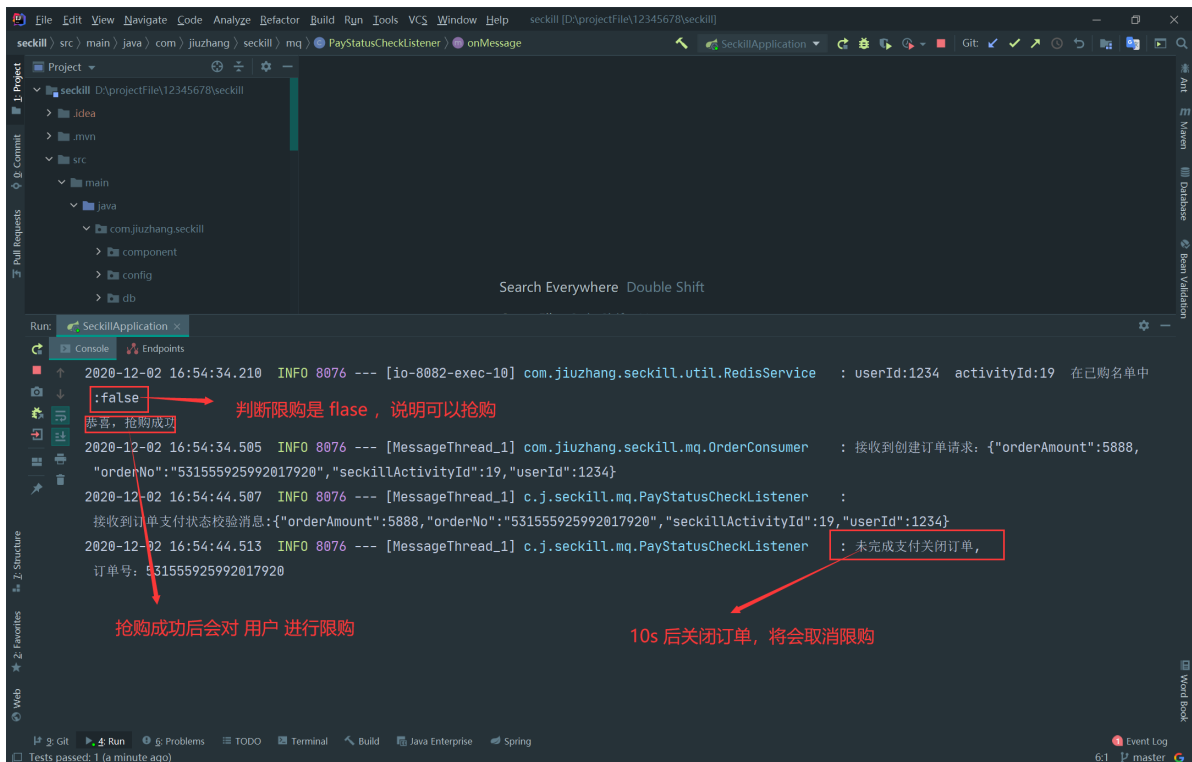 File Edit View Navigate Code Analyze Refactor Build Run Tools VCS Window Help seckill [D:\projectFile\12345678\seckill]
seckill src main java com jiuzhang seckill mq PayStatusCheckListener onMessage SeckillApplication Git:
Project
seckill D:\projectFile\12345678\seckill
.idea
.mvn
src
main
java
com.jiuzhang.seckill
component
config
db
1: Project
0: Commit
Pull Requests
Z: Structure
2: Favorites
Web
Ant
Maven
Database
Bean Validation
Word Book
Search Everywhere Double Shift
Run: SeckillApplication
Console Endpoints
2020-12-02 16:54:34.210 INFO 8076 --- [io-8082-exec-10] com.jiuzhang.seckill.util.RedisService : userId:1234 activityId:19 在已购名单中
:false
判断限购是 flase ，说明可以抢购
恭喜，抢购成功
2020-12-02 16:54:34.505 INFO 8076 --- [MessageThread_1] com.jiuzhang.seckill.mq.OrderConsumer : 接收到创建订单请求：{"orderAmount":5888,
"orderNo":"531555925992017920","seckillActivityId":19,"userId":1234}
2020-12-02 16:54:44.507 INFO 8076 --- [MessageThread_1] c.j.seckill.mq.PayStatusCheckListener :
接收到订单支付状态校验消息:{"orderAmount":5888,"orderNo":"531555925992017920","seckillActivityId":19,"userId":1234}
2020-12-02 16:54:44.513 INFO 8076 --- [MessageThread_1] c.j.seckill.mq.PayStatusCheckListener : 未完成支付关闭订单,
订单号：531555925992017920
抢购成功后会对 用户 进行限购
10s 后关闭订单，将会取消限购
9: Git 4: Run 6: Problems TODO Terminal Build Java Enterprise Spring 1 Event Log
Tests passed: 1 (a minute ago) 6:1 master